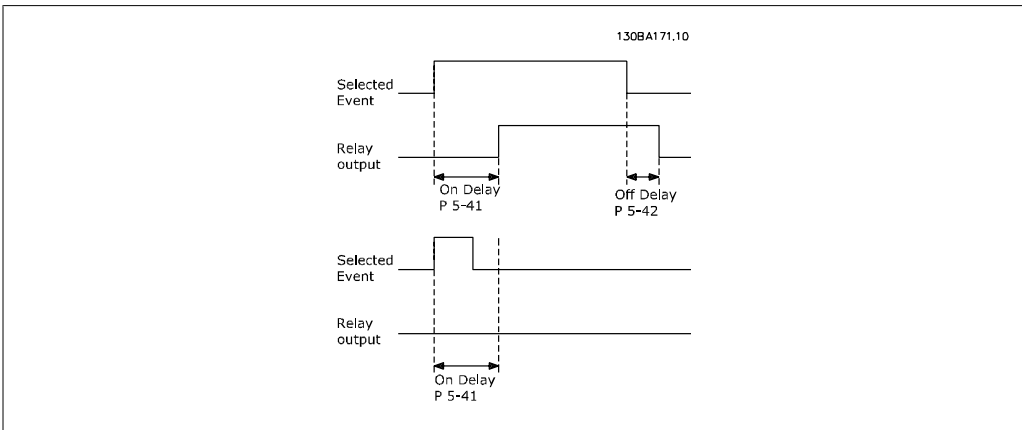 130BA171.10
Selected
Event
Relay
output
On Delay
P 5-41
Off Delay
P 5-42
Selected
Event
Relay
output
On Delay
P 5-41